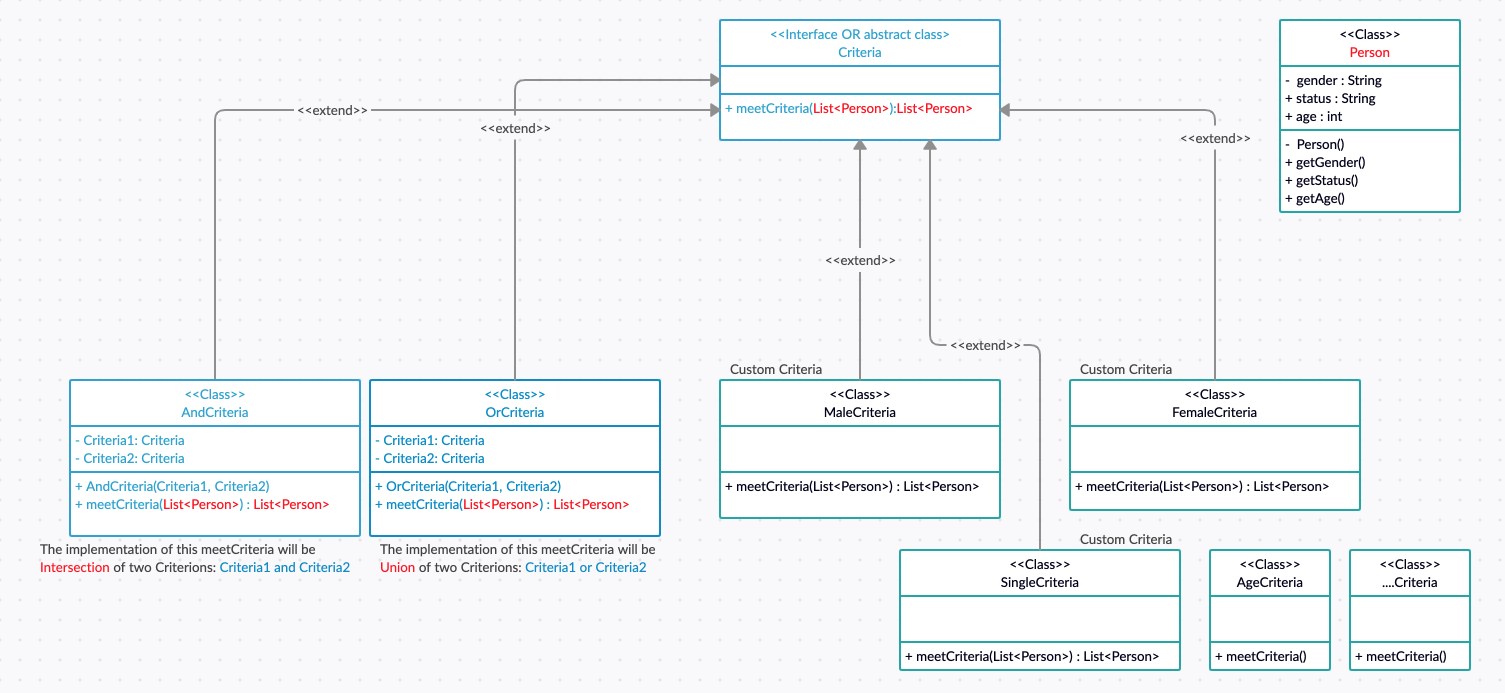 <<Interface OR abstract class>>
Criteria
+ meetCriteria(List<Person>):List<Person>
<<Class>>
Person
-  gender : String
+ status : String
+ age : int
-  Person()
+ getGender()
+ getStatus()
+ getAge()
<<extend>>
<<extend>>
<<extend>>
<<extend>>
<<extend>>
<<Class>>
AndCriteria
- Criteria1: Criteria
- Criteria2: Criteria
+ AndCriteria(Criteria1, Criteria2)
+ meetCriteria(List<Person>) : List<Person>
The implementation of this meetCriteria will be
Intersection of two Criterions: Criteria1 and Criteria2
<<Class>>
OrCriteria
- Criteria1: Criteria
- Criteria2: Criteria
+ OrCriteria(Criteria1, Criteria2)
+ meetCriteria(List<Person>) : List<Person>
The implementation of this meetCriteria will be
Union of two Criterions: Criteria1 or Criteria2
Custom Criteria
<<Class>>
MaleCriteria
+ meetCriteria(List<Person>) : List<Person>
Custom Criteria
<<Class>>
FemaleCriteria
+ meetCriteria(List<Person>) : List<Person>
Custom Criteria
<<Class>>
SingleCriteria
+ meetCriteria(List<Person>) : List<Person>
<<Class>>
AgeCriteria
+ meetCriteria()
<<Class>>
....Criteria
+ meetCriteria()